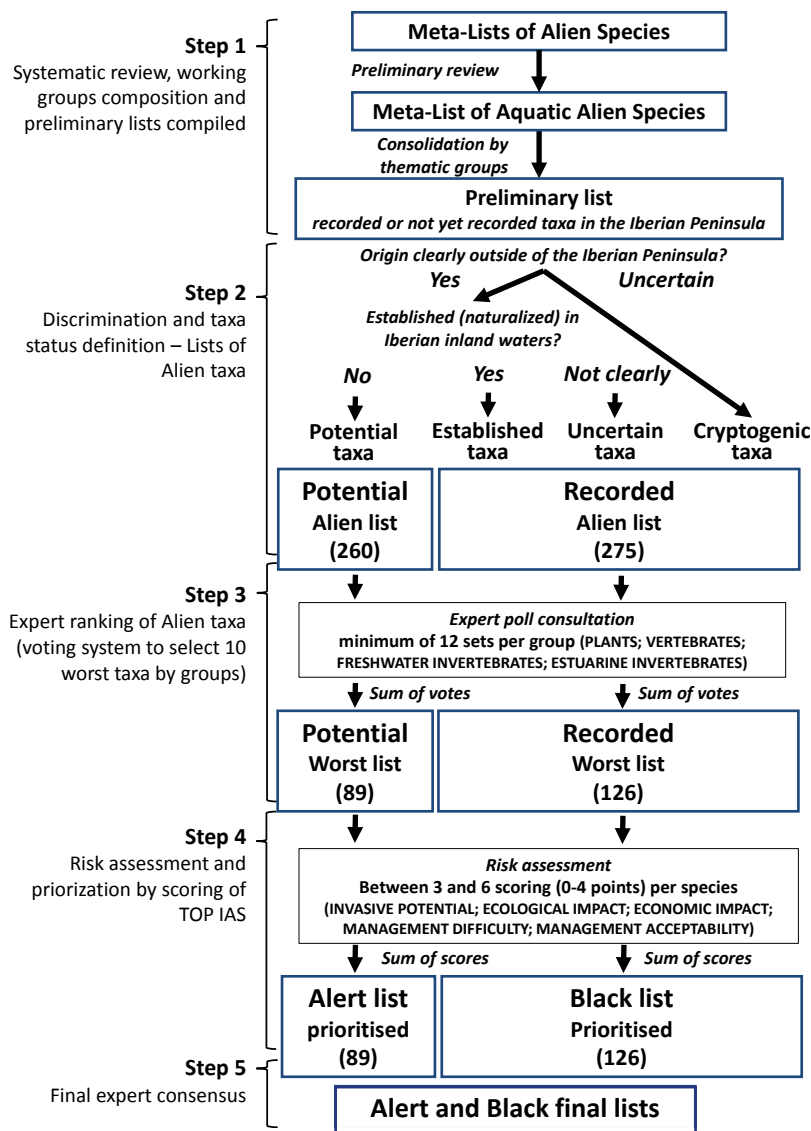 Meta-Lists of Alien Species
Step 1
Systematic review, working
groups composition and
preliminary lists compiled
Preliminary review
Meta-List of Aquatic Alien Species
Consolidation by
thematic groups
Preliminary list
recorded or not yet recorded taxa in the Iberian Peninsula
Origin clearly outside of the Iberian Peninsula?
Yes
Uncertain
Step 2
Discrimination and taxa
status definition – Lists of
Alien taxa
Established (naturalized) in
Iberian inland waters?
No
Yes
Not clearly
Potential
taxa
Established
taxa
Uncertain
taxa
Cryptogenic
taxa
Potential
Alien list
(260)
Recorded
Alien list
(275)
Step 3
Expert ranking of Alien taxa
(voting system to select 10
worst taxa by groups)
Expert poll consultation
minimum of 12 sets per group (PLANTS; VERTEBRATES;
FRESHWATER INVERTEBRATES; ESTUARINE INVERTEBRATES)
Sum of votes
Sum of votes
Potential
Worst list
(89)
Recorded
Worst list
(126)
Step 4
Risk assessment and
priorization by scoring of
TOP IAS
Risk assessment
Between 3 and 6 scoring (0-4 points) per species
(INVASIVE POTENTIAL; ECOLOGICAL IMPACT; ECONOMIC IMPACT;
MANAGEMENT DIFFICULTY; MANAGEMENT ACCEPTABILITY)
Sum of scores
Sum of scores
Alert list
prioritised
(89)
Black list
Prioritised
(126)
Step 5
Final expert consensus
Alert and Black final lists